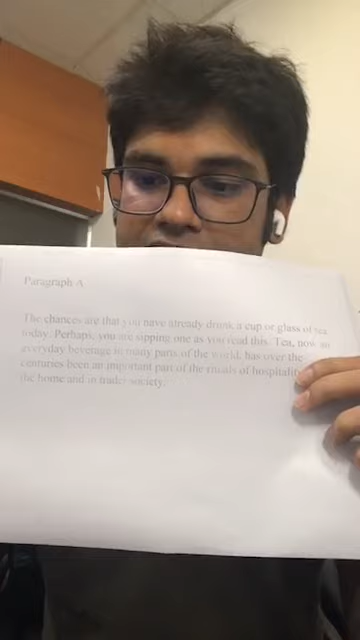 Paragraph A
The chances are that you have already drunk a cup or glass of tea
today. Perhaps, you are sipping one as you read this. Tea, now an
everyday beverage in many parts of the world, has over the
centuries been an important part of the rituals of hospitality
the home and in wider society.